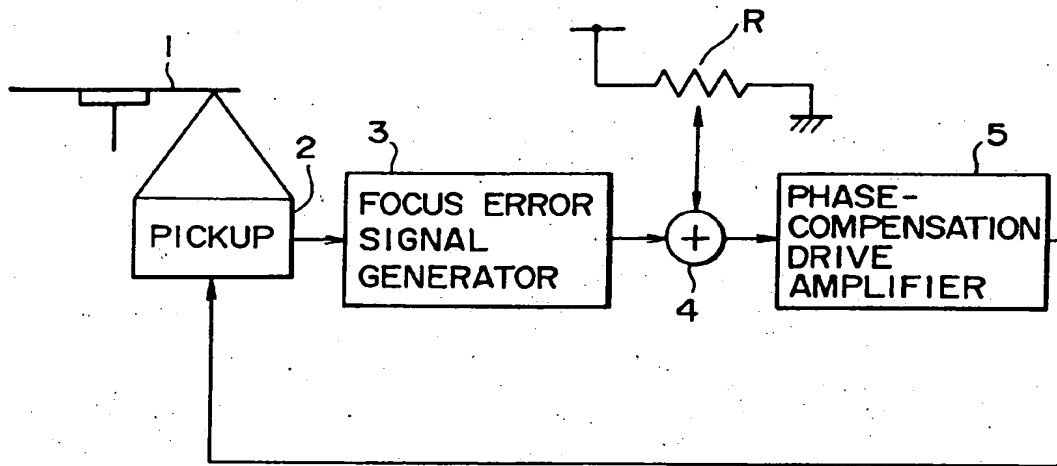 R
1
2
3
5
PICKUP
FOCUS ERROR
SIGNAL
GENERATOR
+
4
PHASE-
COMPENSATION
DRIVE
AMPLIFIER